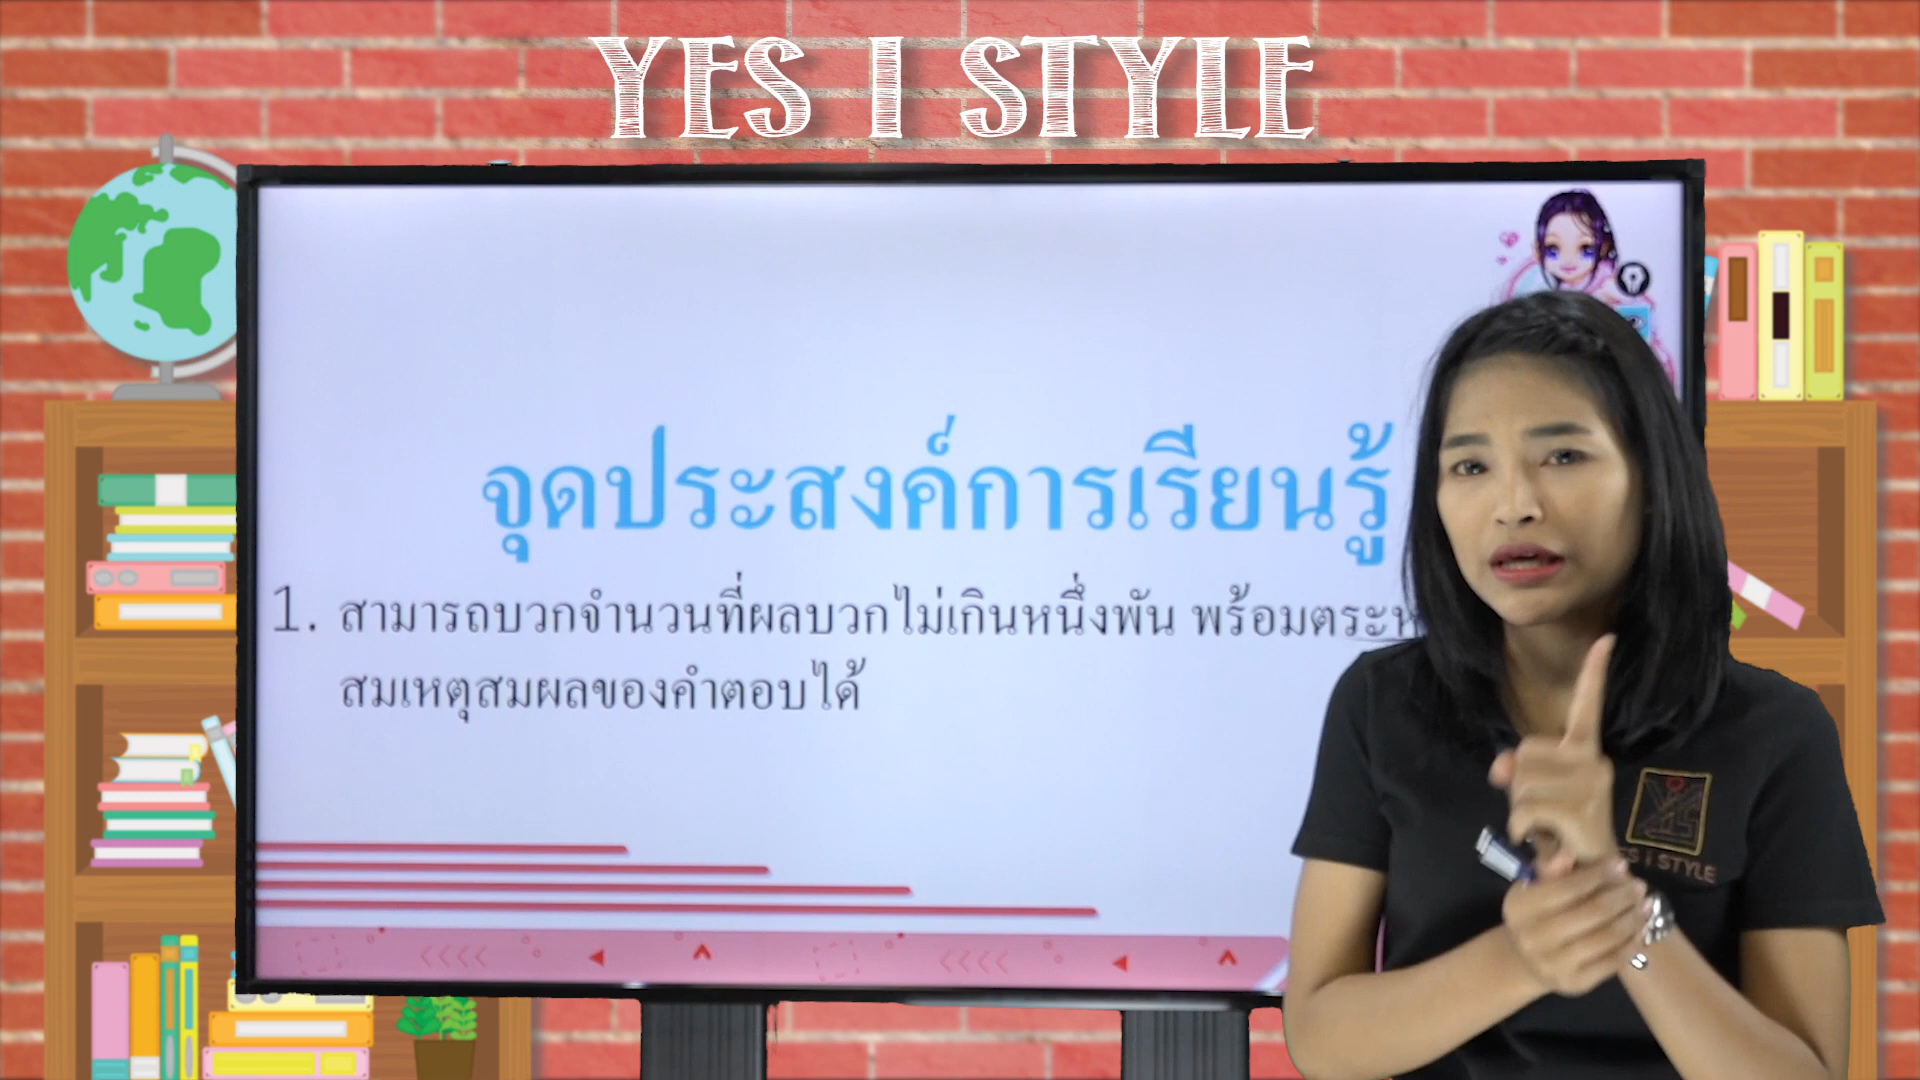 YES I STYLE
จุดประสงค์การเรียนรู้
1. สามารถบวกจำนวนที่ผลบวกไม่เกินหนึ่งพัน พร้อมตระห
สมเหตุสมผลของคำตอบได้
YES I STYLE